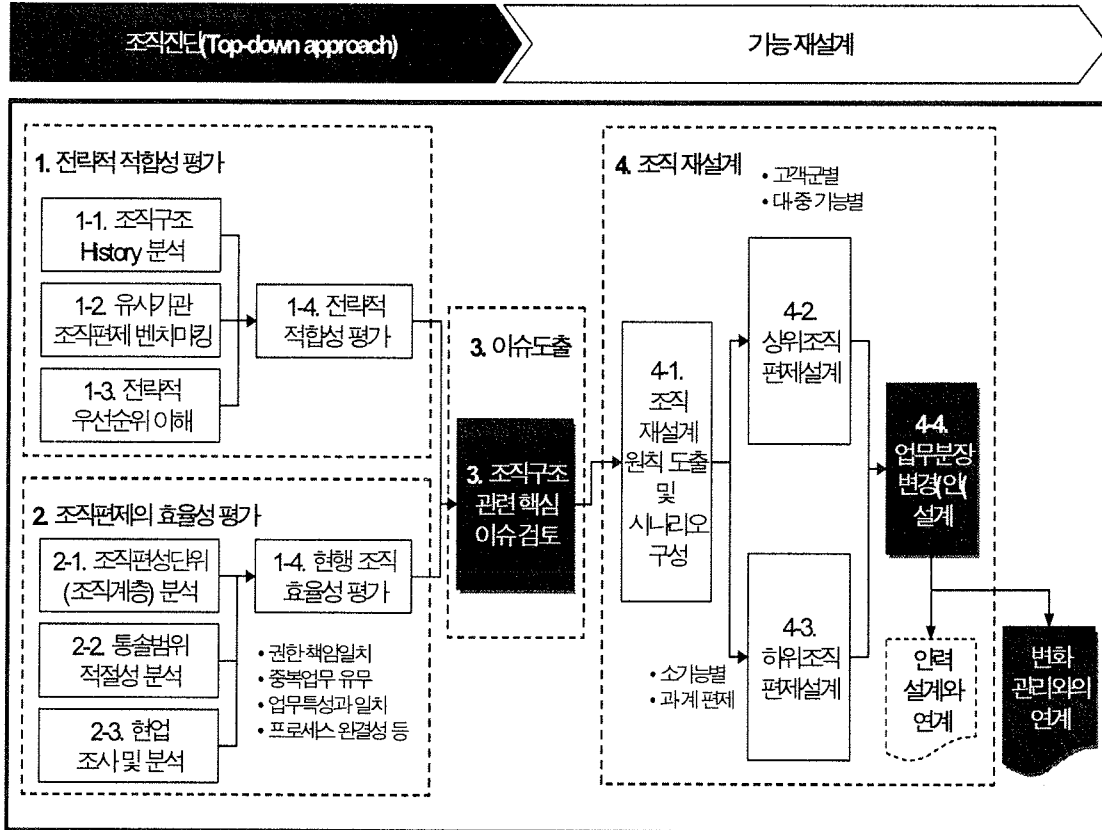 조직진단(Top-down approach)
기능 재설계
1. 전략적 적합성 평가
1-1. 조직구조
History 분석
1-2. 유사기관
조직편제 벤치마킹
1-3. 전략적
우선순위 이해
1-4. 전략적
적합성 평가
2. 조직편제의 효율성 평가
2-1. 조직편성단위
(조직계층) 분석
2-2. 통솔범위
적절성 분석
2-3. 현업
조사 및 분석
1-4. 현행 조직
효율성 평가
• 권한·책임일치
• 중복업무 유무
• 업무특성과 일치
• 프로세스 완결성 등
3. 이슈도출
3. 조직구조
관련 핵심
이슈 검토
4. 조직 재설계
• 고객군별
• 대·중 기능별
4-1.
조직
재설계
원칙 도출
및
시나리오
구성
4-2.
상위조직
편제설계
• 소기능별
• 과·계 편제
4-3.
하위조직
편제설계
4-4.
업무분장
변경(안(
설계
인력
설계와
연계
변화
관리와의
연계